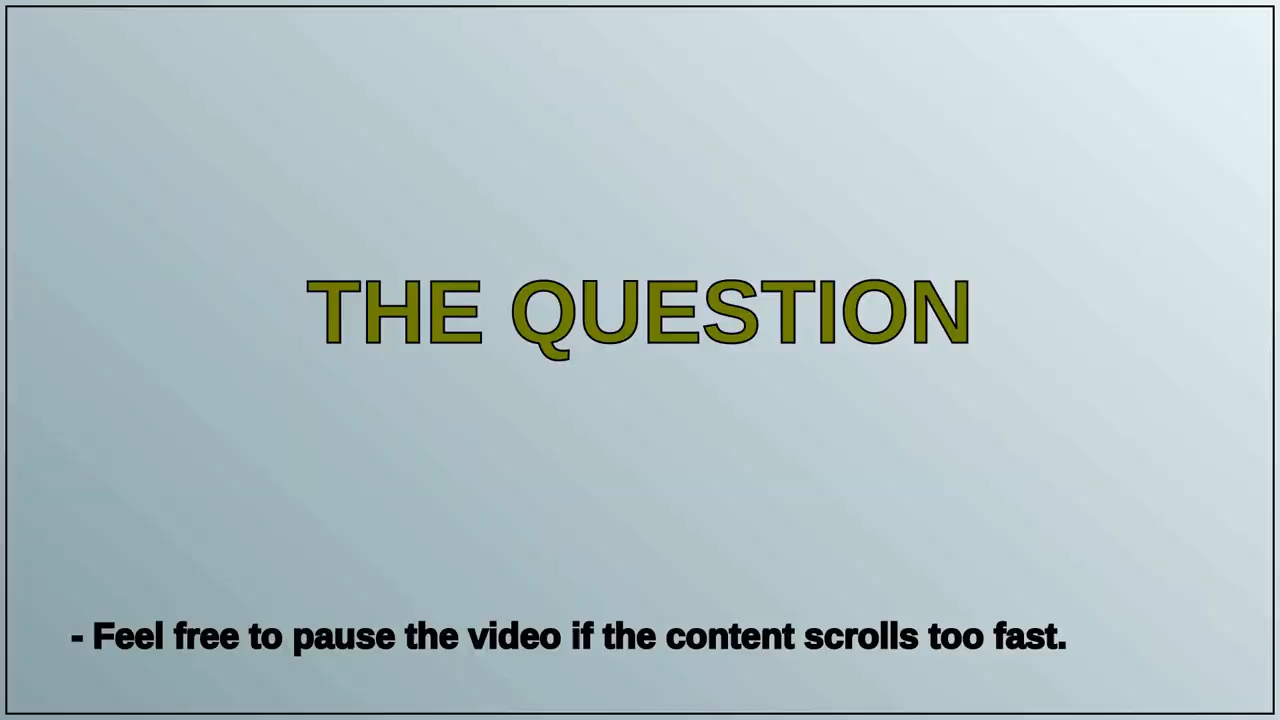 THE QUESTION
- Feel free to pause the video if the content scrolls too fast.